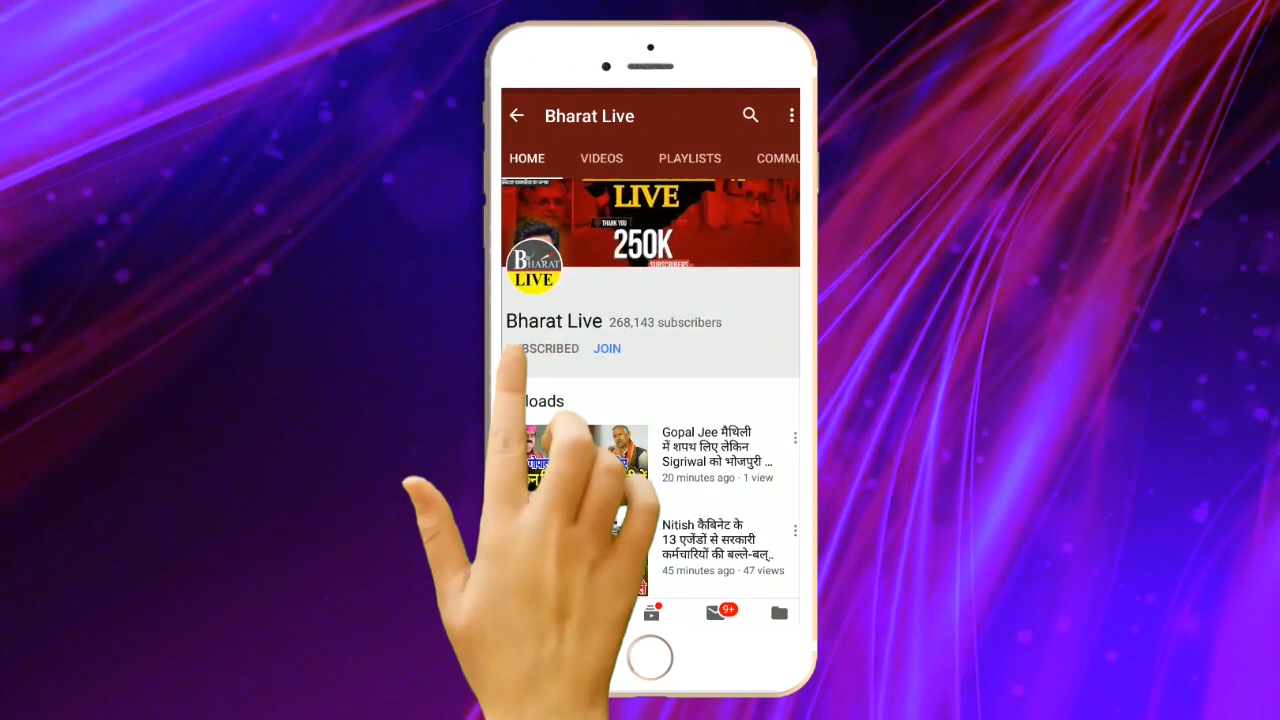 Bharat Live
HOME VIDEOS PLAYLISTS COMMU
LIVE
THANK YOU
250K
SUBSCRIBERS
BHARAT
LIVE
Bharat Live 268,143 subscribers
BSCRIBED JOIN
loads
Gopal Jee मैथिली
में शपथ लिए लेकिन
Sigriwal को भोजपुरी ...
20 minutes ago · 1 view
Nitish कैबिनेट के
13 एजेंडों से सरकारी
कर्मचारियों की बल्ले-बल्..
45 minutes ago · 47 views
9+